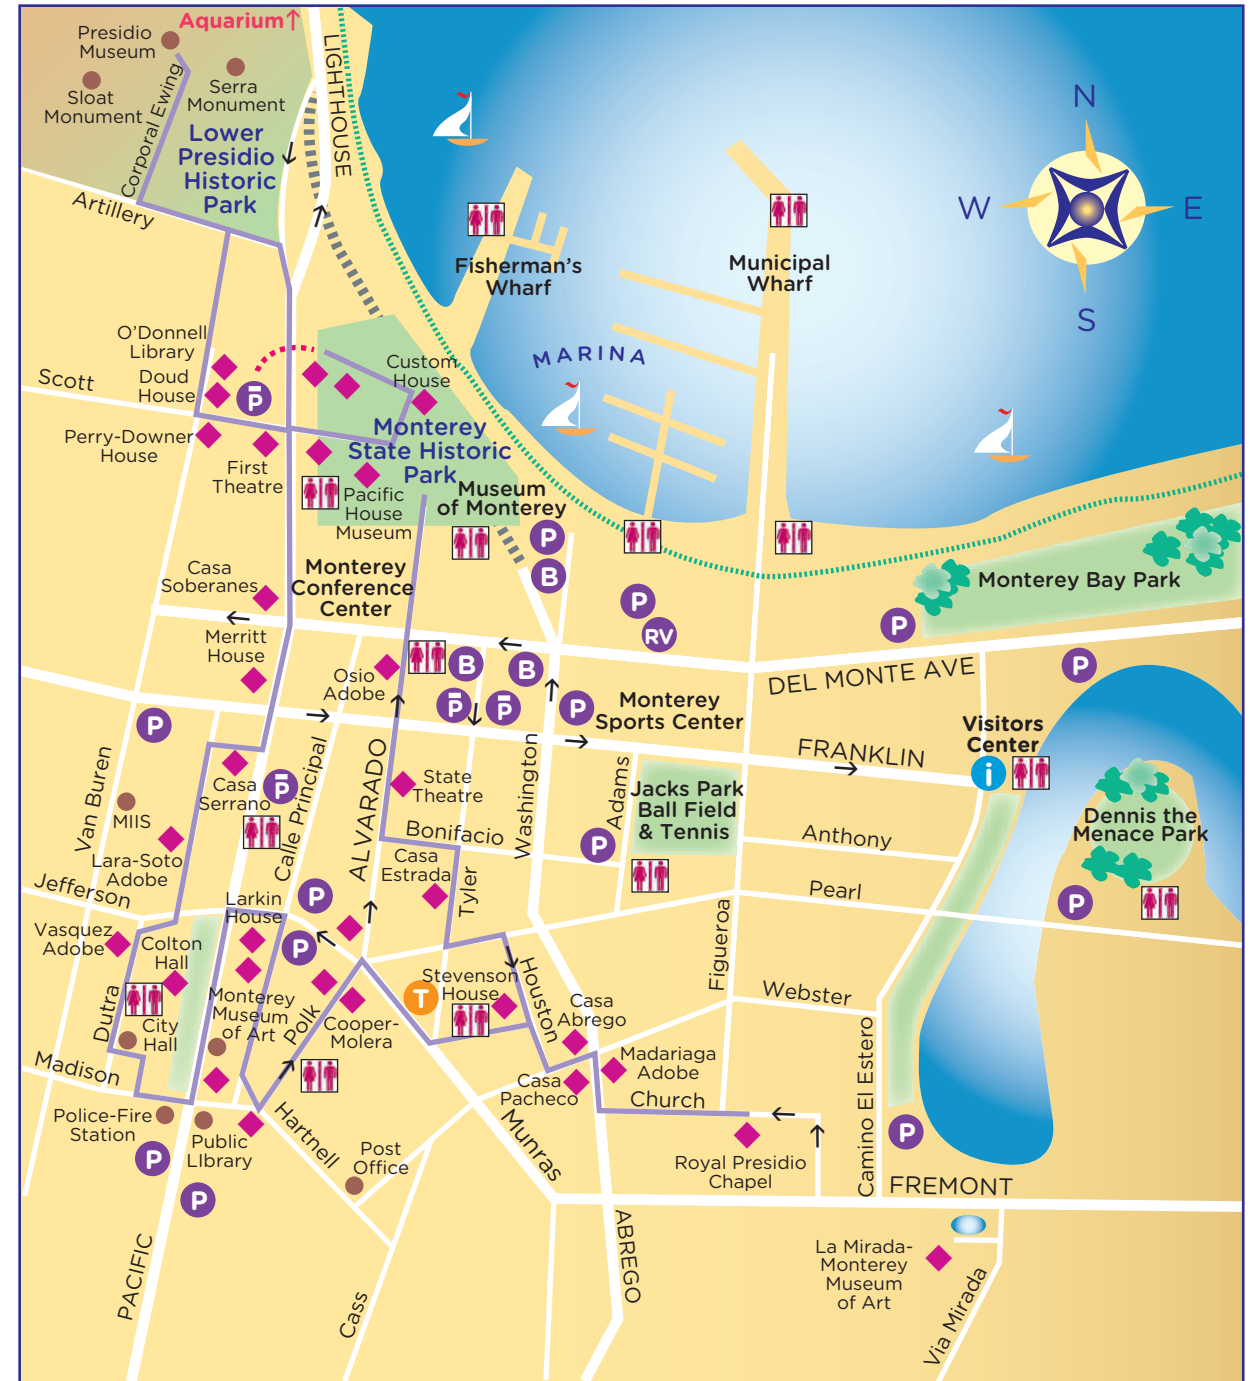 Aquarium↑
Presidio
Museum
Sloat
Monument
Serra
Monument
Corporal Ewing
LIGHTHOUSE
Lower
Presidio
Historic
Park
Artillery
N
W
E
S
Fisherman's
Wharf
Municipal
Wharf
MARINA
O'Donnell
Library
Doud
House
Scott
P
Custom
House
Perry-Downer
House
First
Theatre
Monterey
State Historic
Park
Pacific
House
Museum
Museum
of Monterey
P
B
Casa
Soberanes
Monterey
Conference
Center
P
RV
Monterey Bay Park
P
Merritt
House
Osio
Adobe
B
B
P
P
P
Monterey
Sports Center
DEL MONTE AVE
P
P
Visitors
Center
i
FRANKLIN
Van Buren
Casa
Serrano
P
Calle Principal
ALVARADO
State
Theatre
Washington
Adams
Jacks Park
Ball Field
& Tennis
Dennis the
Menace Park
MIIS
Lara-Soto
Adobe
Bonifacio
Casa
Estrada
Tyler
P
Anthony
Pearl
P
Jefferson
Larkin
House
P
P
Vasquez
Adobe
Colton
Hall
Dutra
City
Hall
Monterey
Museum
of Art
Polk
Cooper-
Molera
T
Stevenson
House
Houston
Casa
Abrego
Figueroa
Webster
Camino El Estero
Madison
Madariaga
Adobe
Casa
Pacheco
Church
Police-Fire
Station
P
Public
LIbrary
P
Hartnell
Post
Office
Munras
Royal Presidio
Chapel
P
FREMONT
PACIFIC
Cass
ABREGO
La Mirada-
Monterey
Museum
of Art
Via Mirada